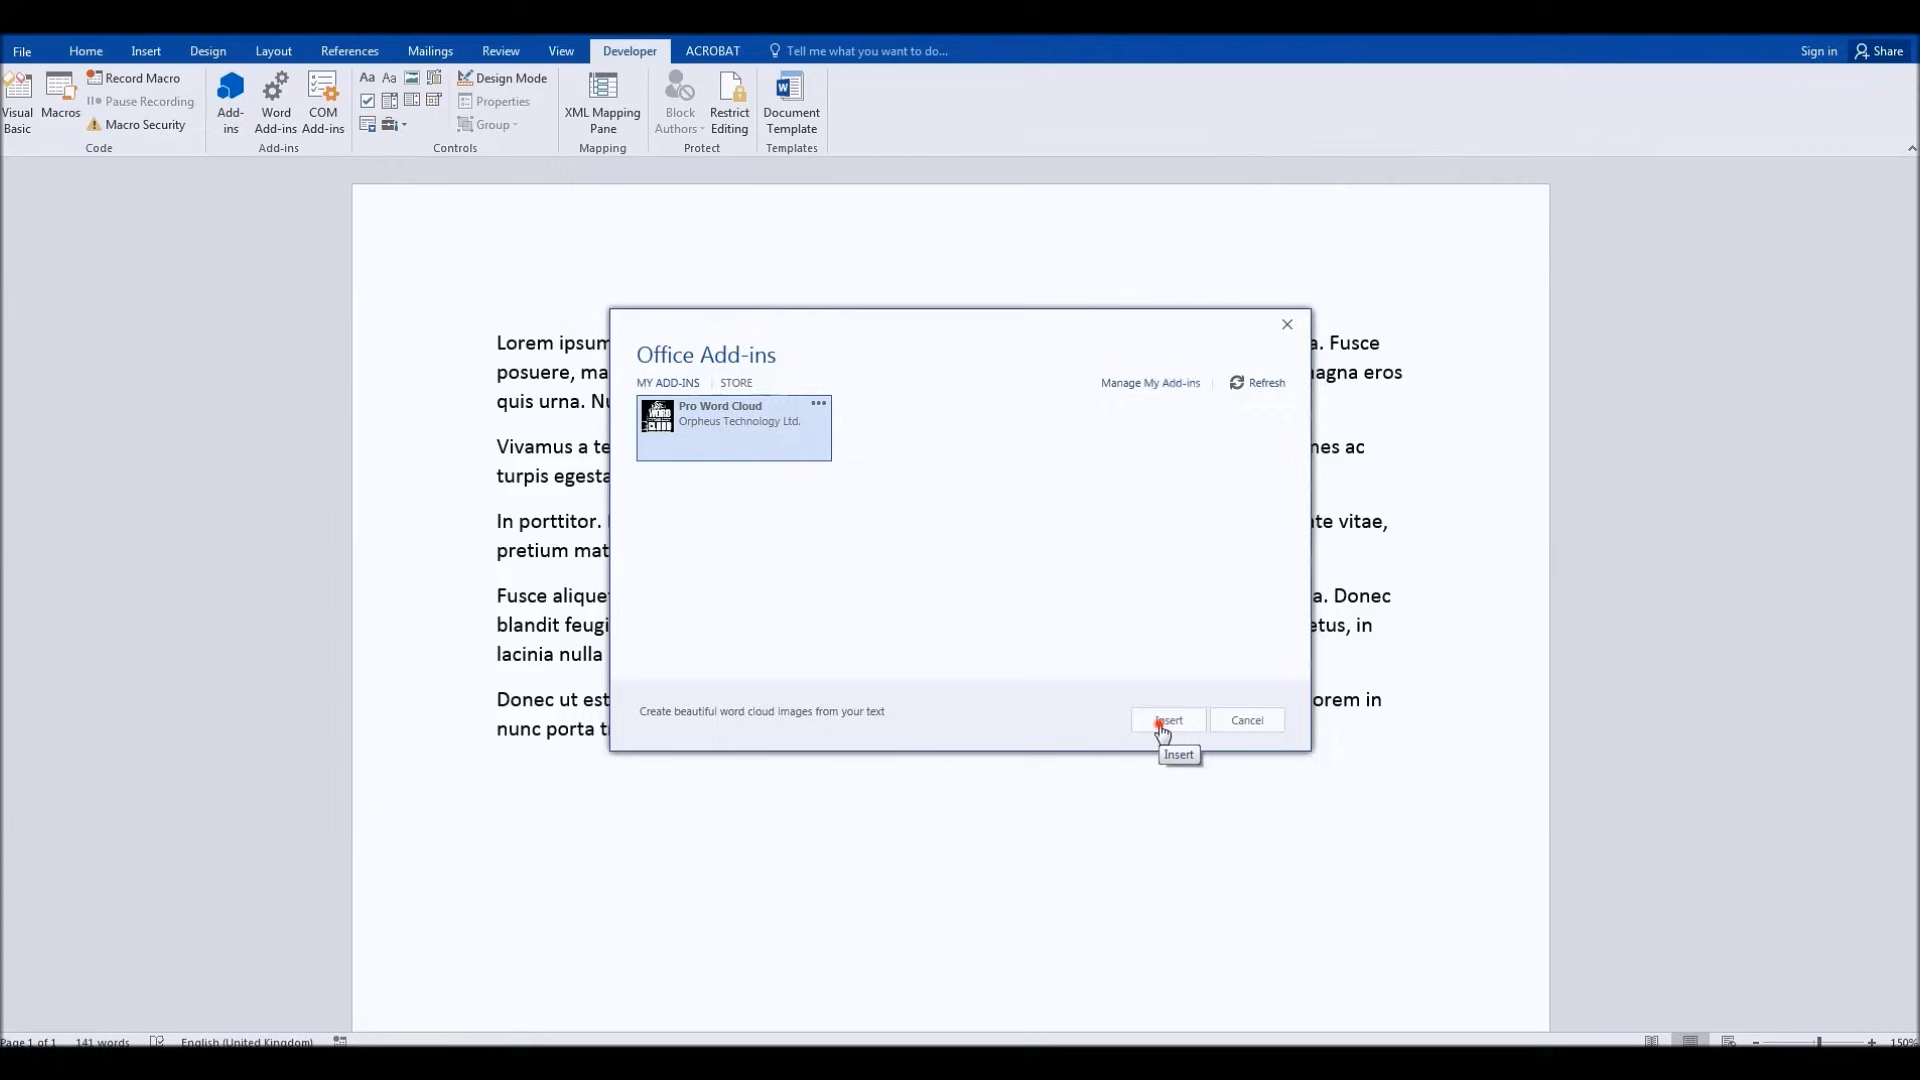 File Home Insert Design Layout References Mailings Review View Developer ACROBAT Tell me what you want to do... Sign in Share
Visual Basic
Macros
Record Macro
Pause Recording
Macro Security
Code
Add-ins
Word Add-ins
COM Add-ins
Add-ins
Aa Aa
Design Mode
Properties
Group
Controls
XML Mapping Pane
Mapping
Block Authors
Restrict Editing
Protect
Document Template
Templates
Lorem ipsum
a. Fusce
posuere, ma
magna eros
quis urna. Nu
Vivamus a te
nes ac
turpis egesta
In porttitor.
te vitae,
pretium mat
Fusce alique
a. Donec
blandit feugi
etus, in
lacinia nulla
Donec ut est
orem in
nunc porta t
Office Add-ins
MY ADD-INS STORE
Manage My Add-ins Refresh
Pro Word Cloud
Orpheus Technology Ltd.
Create beautiful word cloud images from your text
Insert Cancel
Insert
Page 1 of 1 141 words English (United Kingdom) 150%